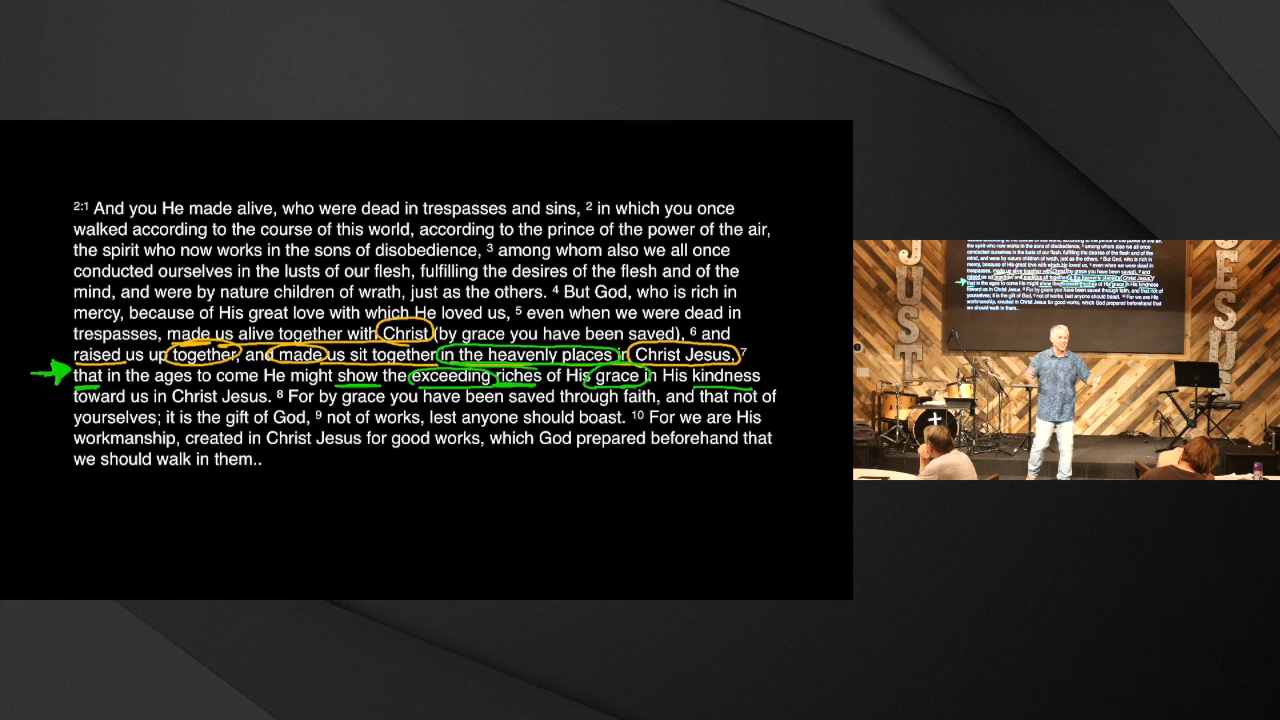 2:1 And you He made alive, who were dead in trespasses and sins, 2 in which you once
walked according to the course of this world, according to the prince of the power of the air,
the spirit who now works in the sons of disobedience, 3 among whom also we all once
conducted ourselves in the lusts of our flesh, fulfilling the desires of the flesh and of the
mind, and were by nature children of wrath, just as the others. 4 But God, who is rich in
mercy, because of His great love with which He loved us, 5 even when we were dead in
trespasses, made us alive together with Christ (by grace you have been saved), 6 and
raised us up together, and made us sit together in the heavenly places in Christ Jesus, 7
that in the ages to come He might show the exceeding riches of His grace in His kindness
toward us in Christ Jesus. 8 For by grace you have been saved through faith, and that not of
yourselves; it is the gift of God, 9 not of works, lest anyone should boast. 10 For we are His
workmanship, created in Christ Jesus for good works, which God prepared beforehand that
we should walk in them..
JUST
JESUS